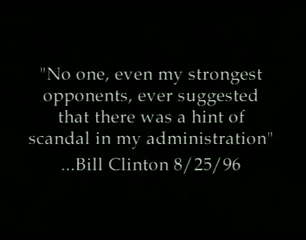 "No one, even my strongest
opponents, ever suggested
that there was a hint of
scandal in my administration"
...Bill Clinton 8/25/96